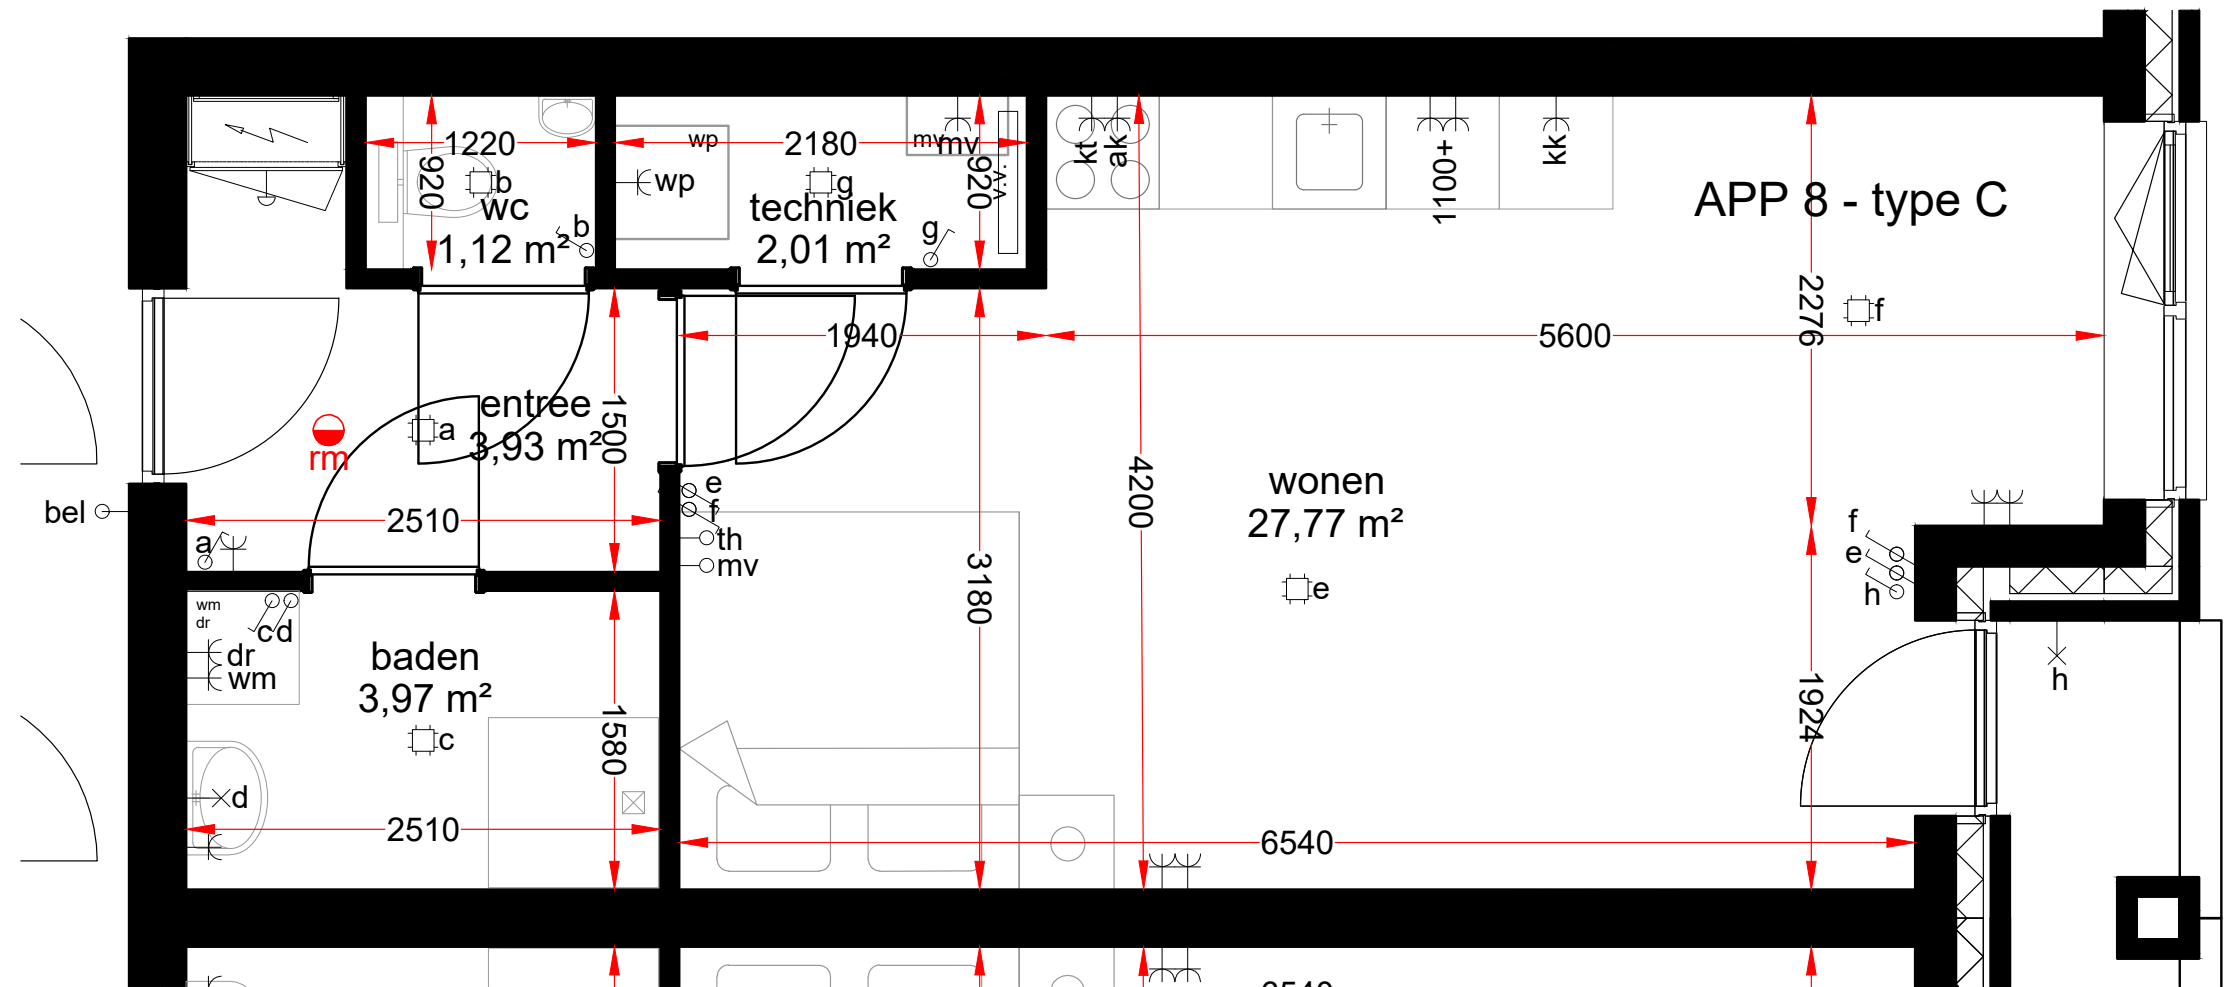 1220
920
b
wc
1,12 m²
b
wp
wp
2180
g
techniek
2,01 m²
g
mv
mv
920
v.v.
kt
ak
1100+
kk
APP 8 - type C
2276
f
1940
5600
entree
3,93 m²
a
1500
rm
bel
2510
a
e
f
th
mv
4200
3180
wonen
27,77 m²
e
f
e
h
h
1924
wm
dr
cd
dr
wm
baden
3,97 m²
c
1580
d
2510
6540
6540